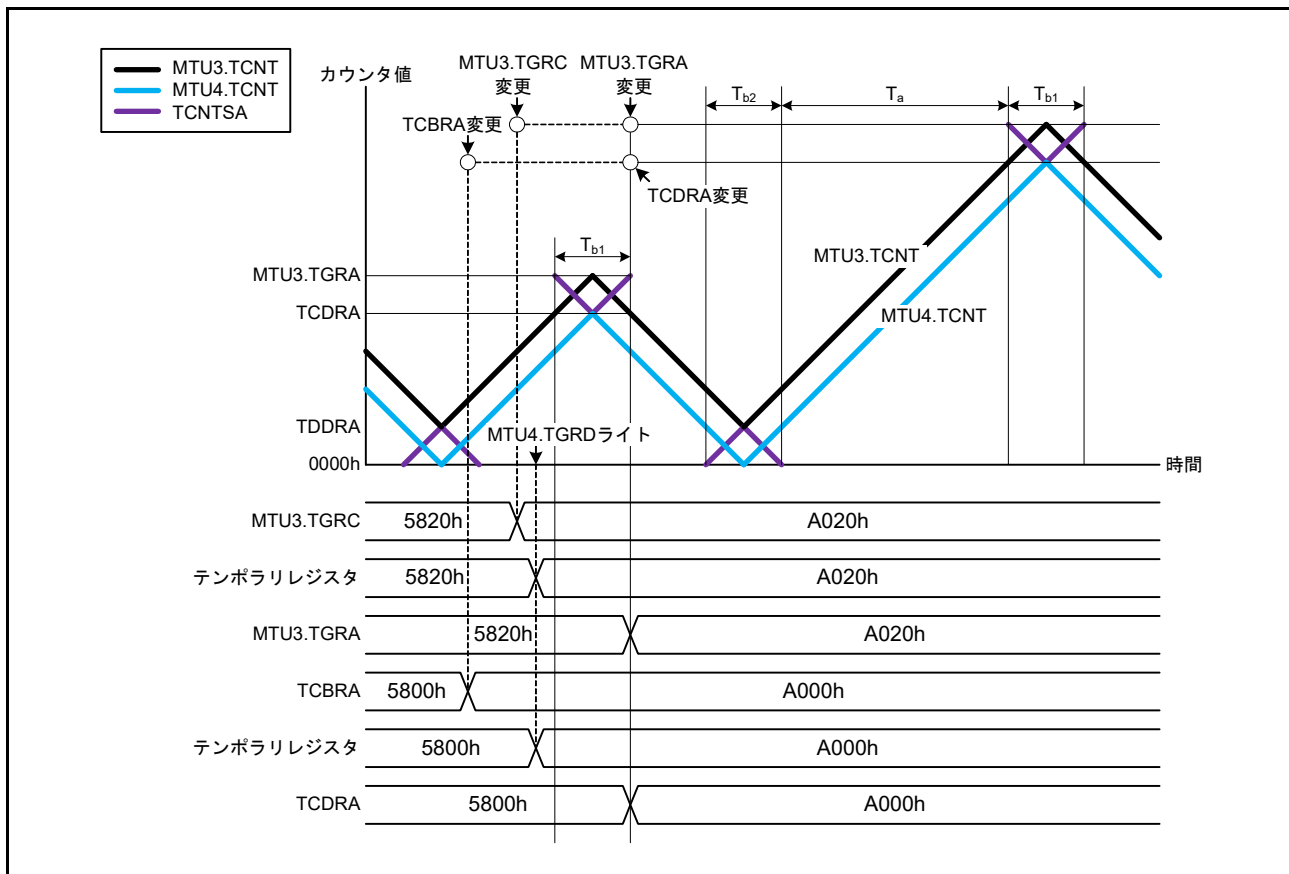 MTU3.TCNT
MTU4.TCNT
TCNTSA
カウンタ値
MTU3.TGRC
変更
MTU3.TGRA
変更
TCBRA変更
TCDRA変更
Tb2
Ta
Tb1
Tb1
MTU3.TCNT
MTU4.TCNT
MTU3.TGRA
TCDRA
TDDRA
0000h
MTU4.TGRDライト
時間
MTU3.TGRC 5820h A020h
テンポラリレジスタ 5820h A020h
MTU3.TGRA 5820h A020h
TCBRA 5800h A000h
テンポラリレジスタ 5800h A000h
TCDRA 5800h A000h